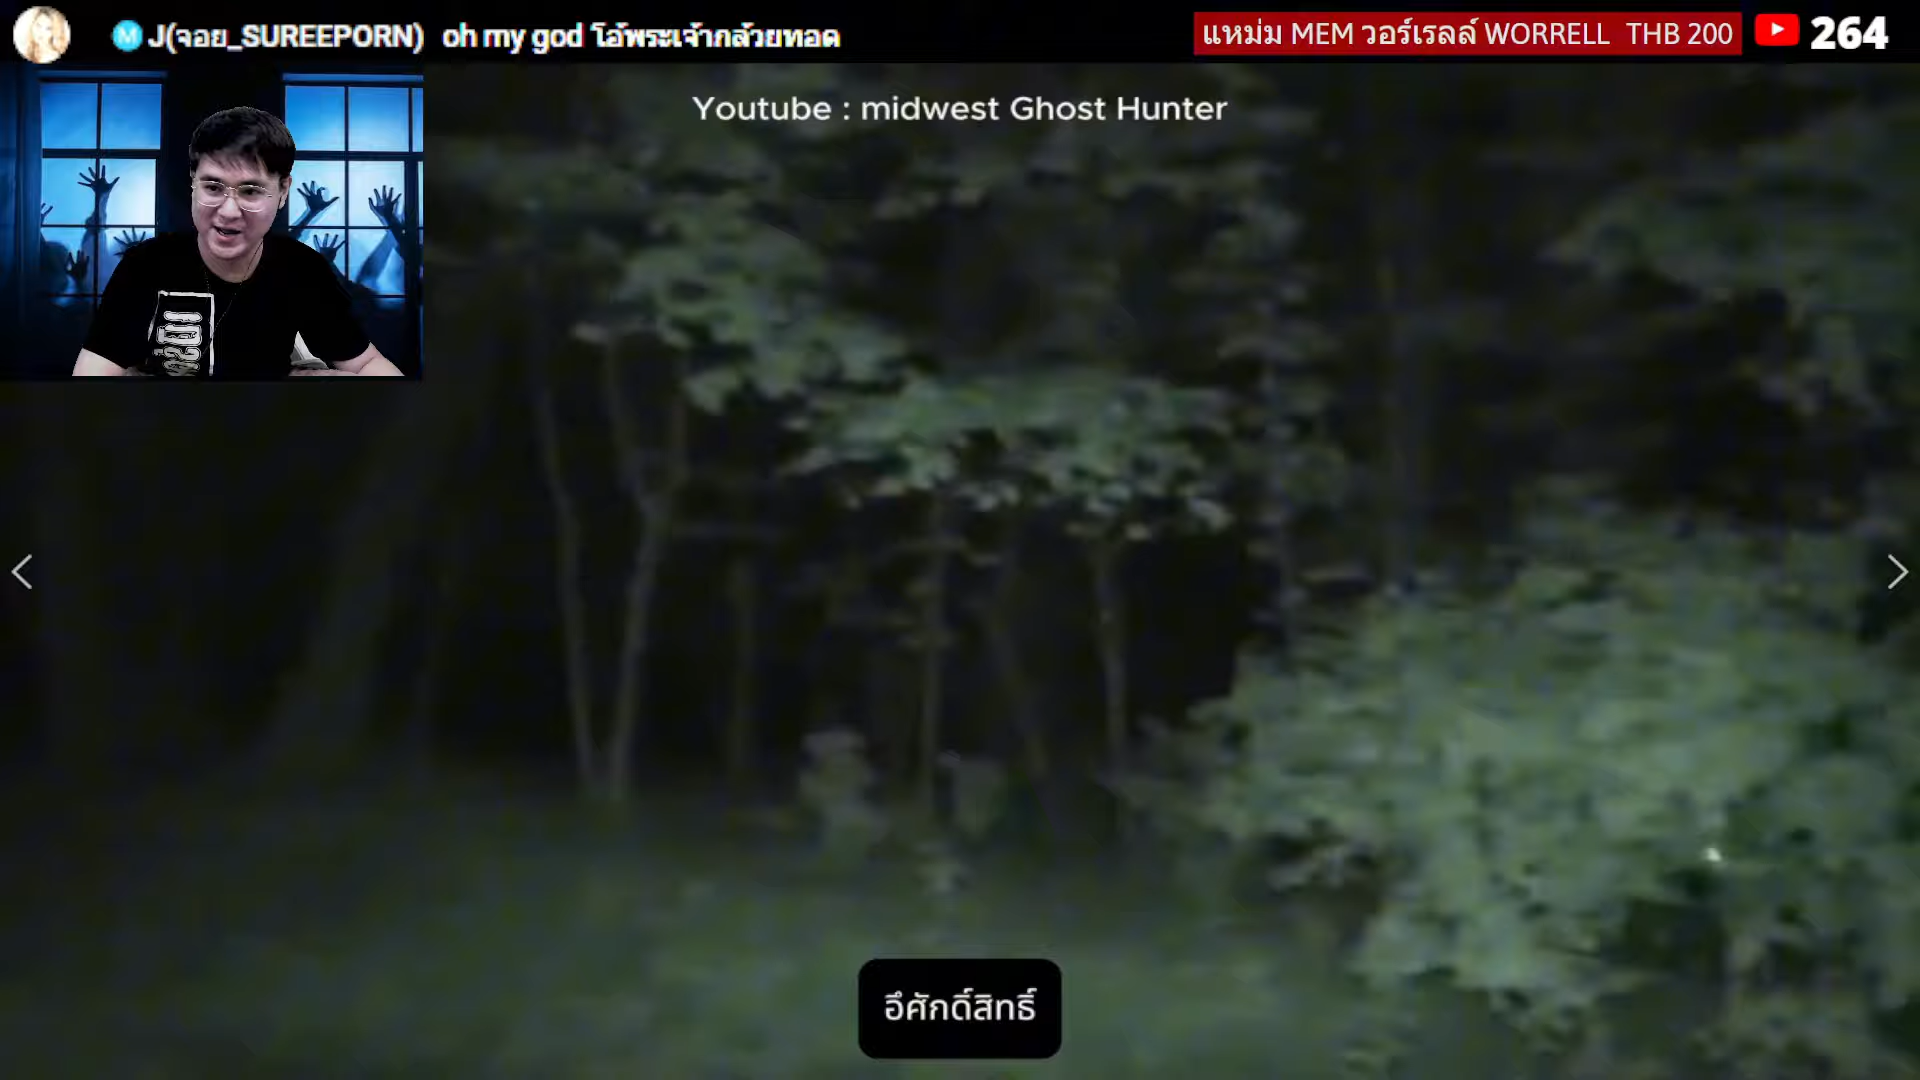 J(จอย_SUREEPORN) oh my god โอ้พระเจ้ากล้วยทอด
แหม่ม MEM วอร์เรลล์ WORRELL THB 200
264
Youtube : midwest Ghost Hunter
อึศักดิ์สิทธิ์